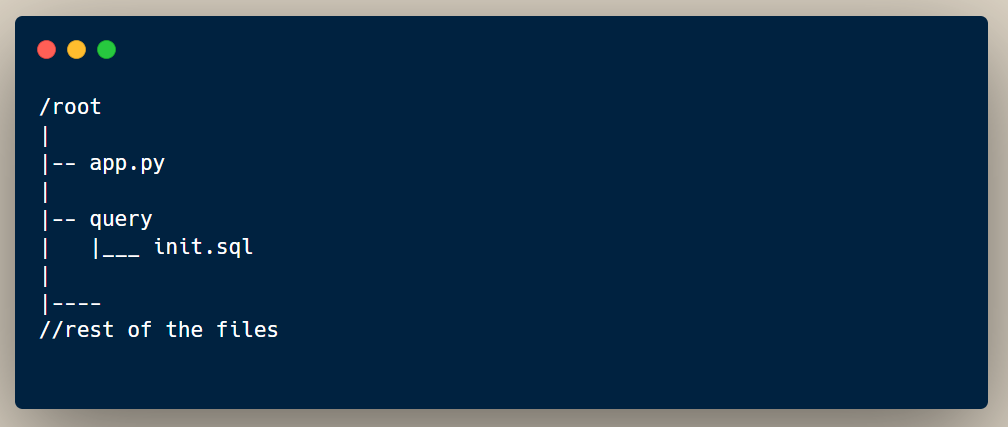 /root
|
|-- app.py
|
|-- query
|   |___ init.sql
|
|----
//rest of the files